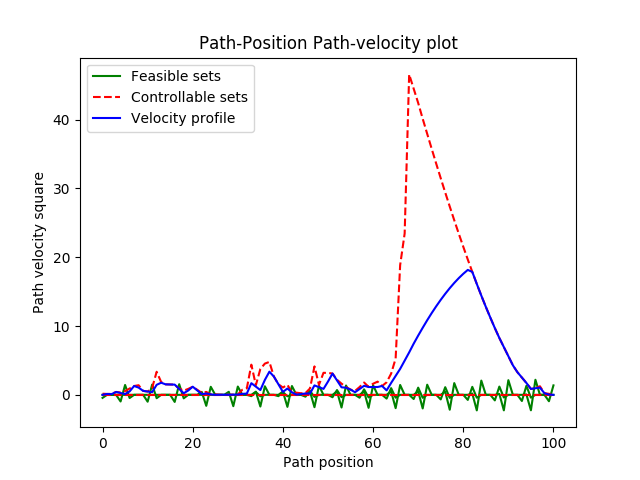 Path-Position Path-velocity plot
Feasible sets
Controllable sets
Velocity profile
Path velocity square
40
30
20
10
0
0 20 40 60 80 100
Path position